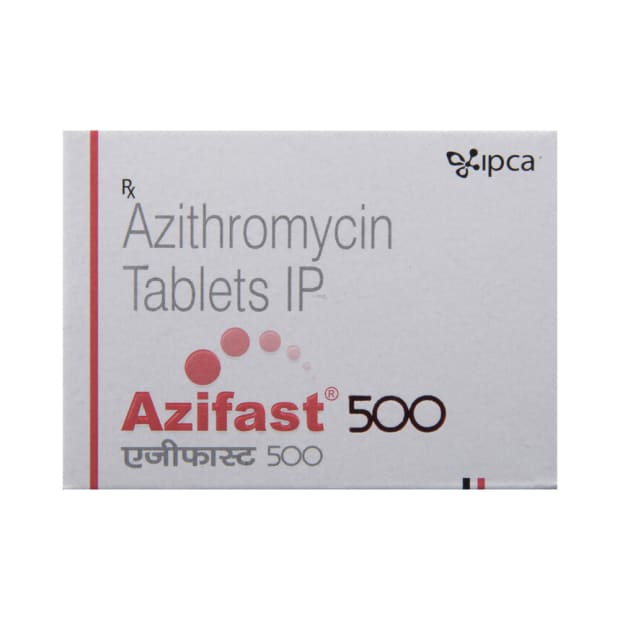 ipca
Rx
Azithromycin
Tablets IP
Azifast® 500
एजीफास्ट 500